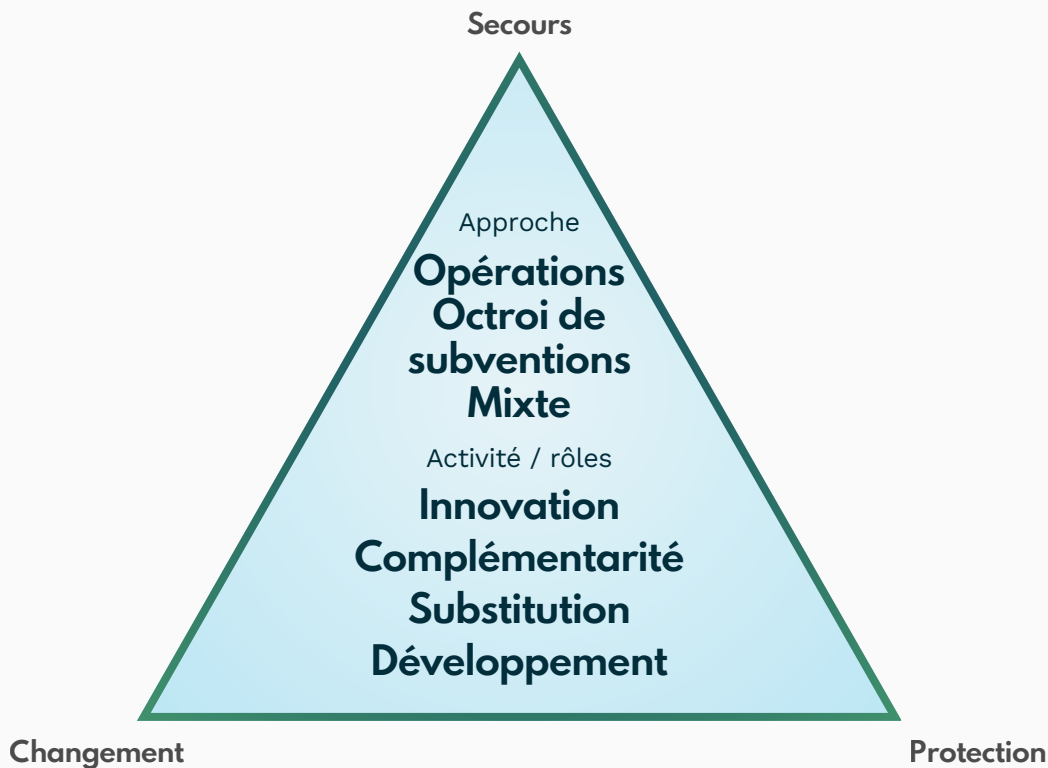 Secours
Approche
Opérations
Octroi de
subventions
Mixte
Activité / rôles
Innovation
Complémentarité
Substitution
Développement
Changement
Protection